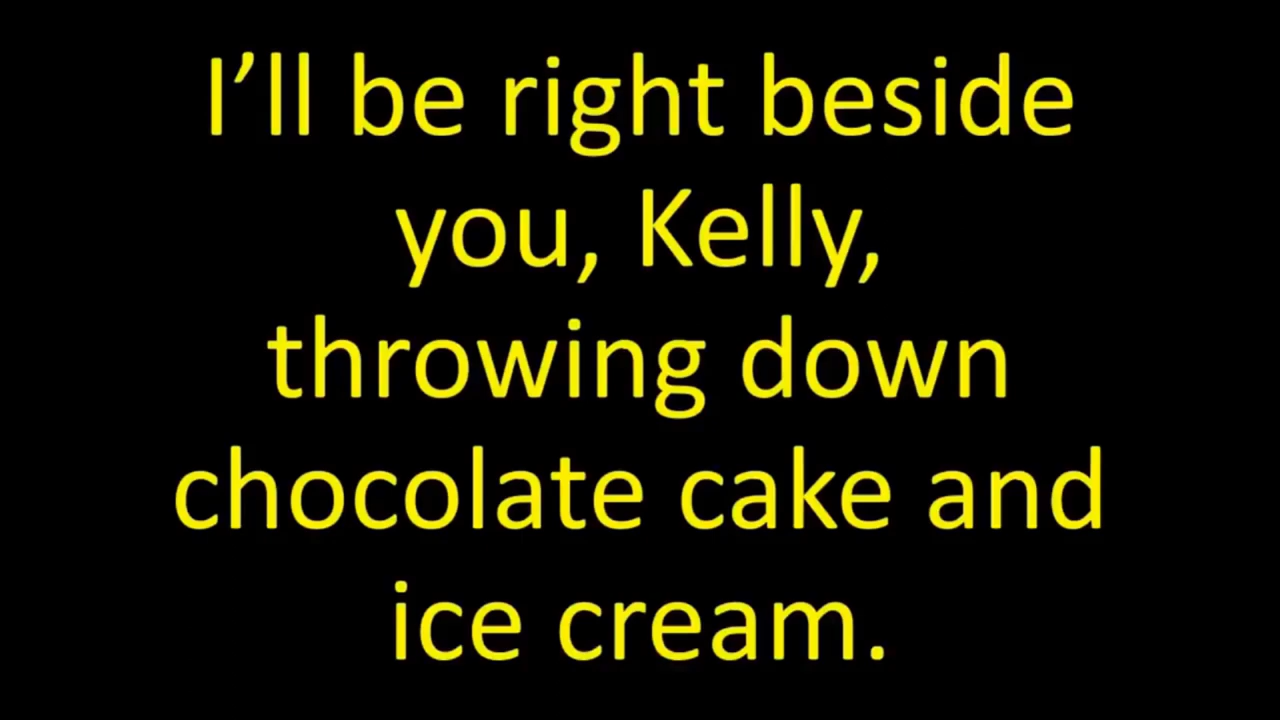 I’ll be right beside
you, Kelly,
throwing down
chocolate cake and
ice cream.